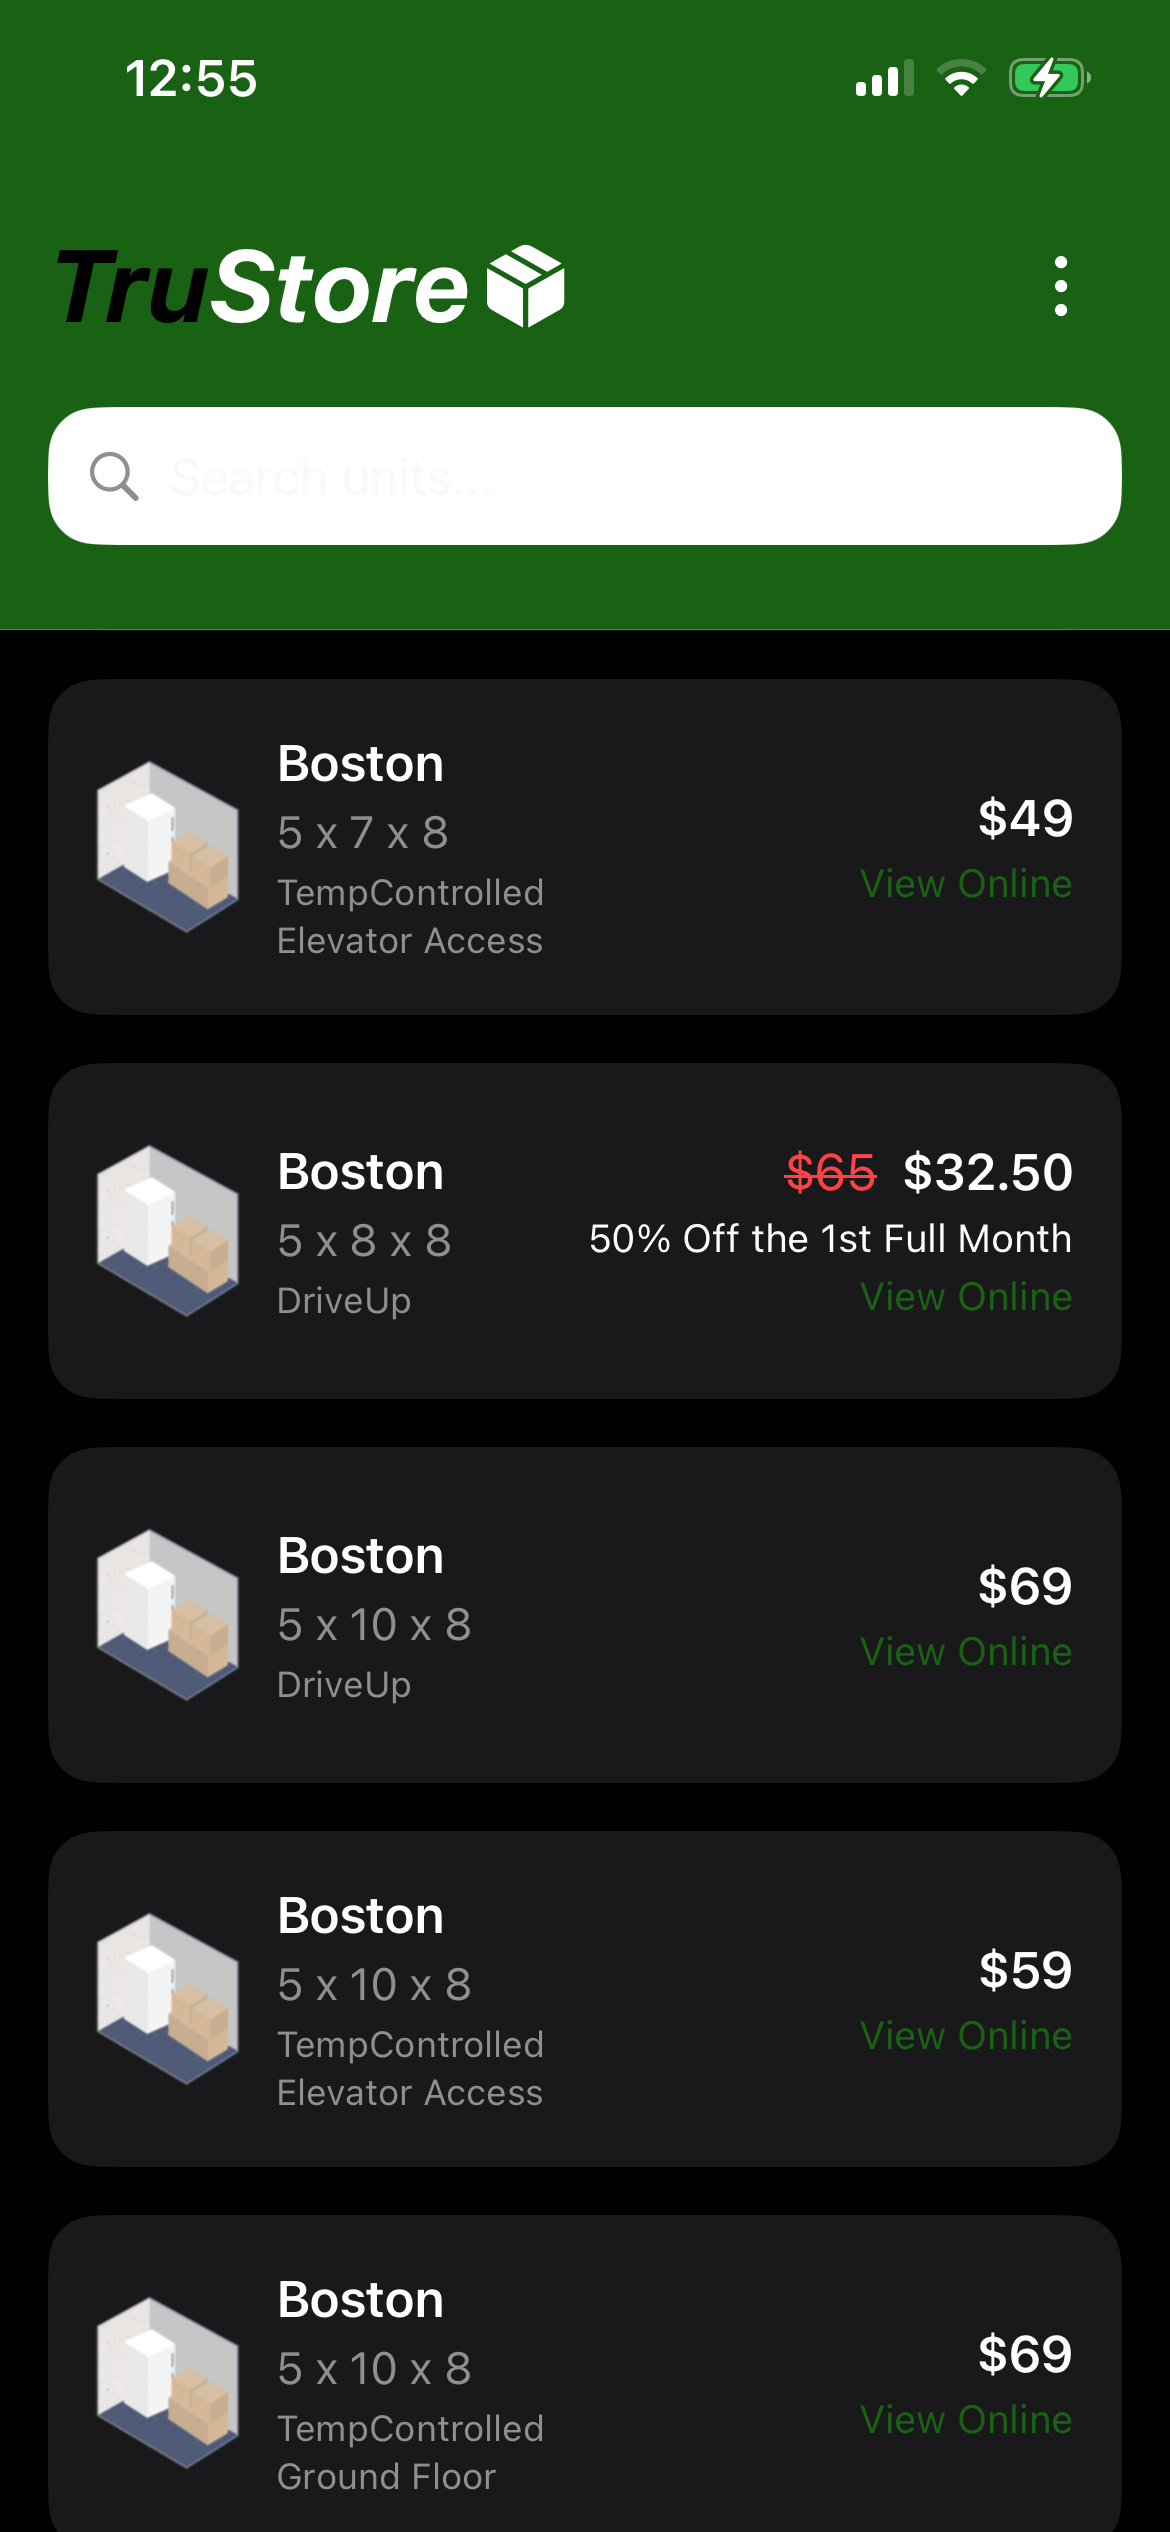 12:55
TruStore
Search units...
Boston
5 x 7 x 8
TempControlled
Elevator Access
$49
View Online
Boston
5 x 8 x 8
DriveUp
$65 $32.50
50% Off the 1st Full Month
View Online
Boston
5 x 10 x 8
DriveUp
$69
View Online
Boston
5 x 10 x 8
TempControlled
Elevator Access
$59
View Online
Boston
5 x 10 x 8
TempControlled
Ground Floor
$69
View Online